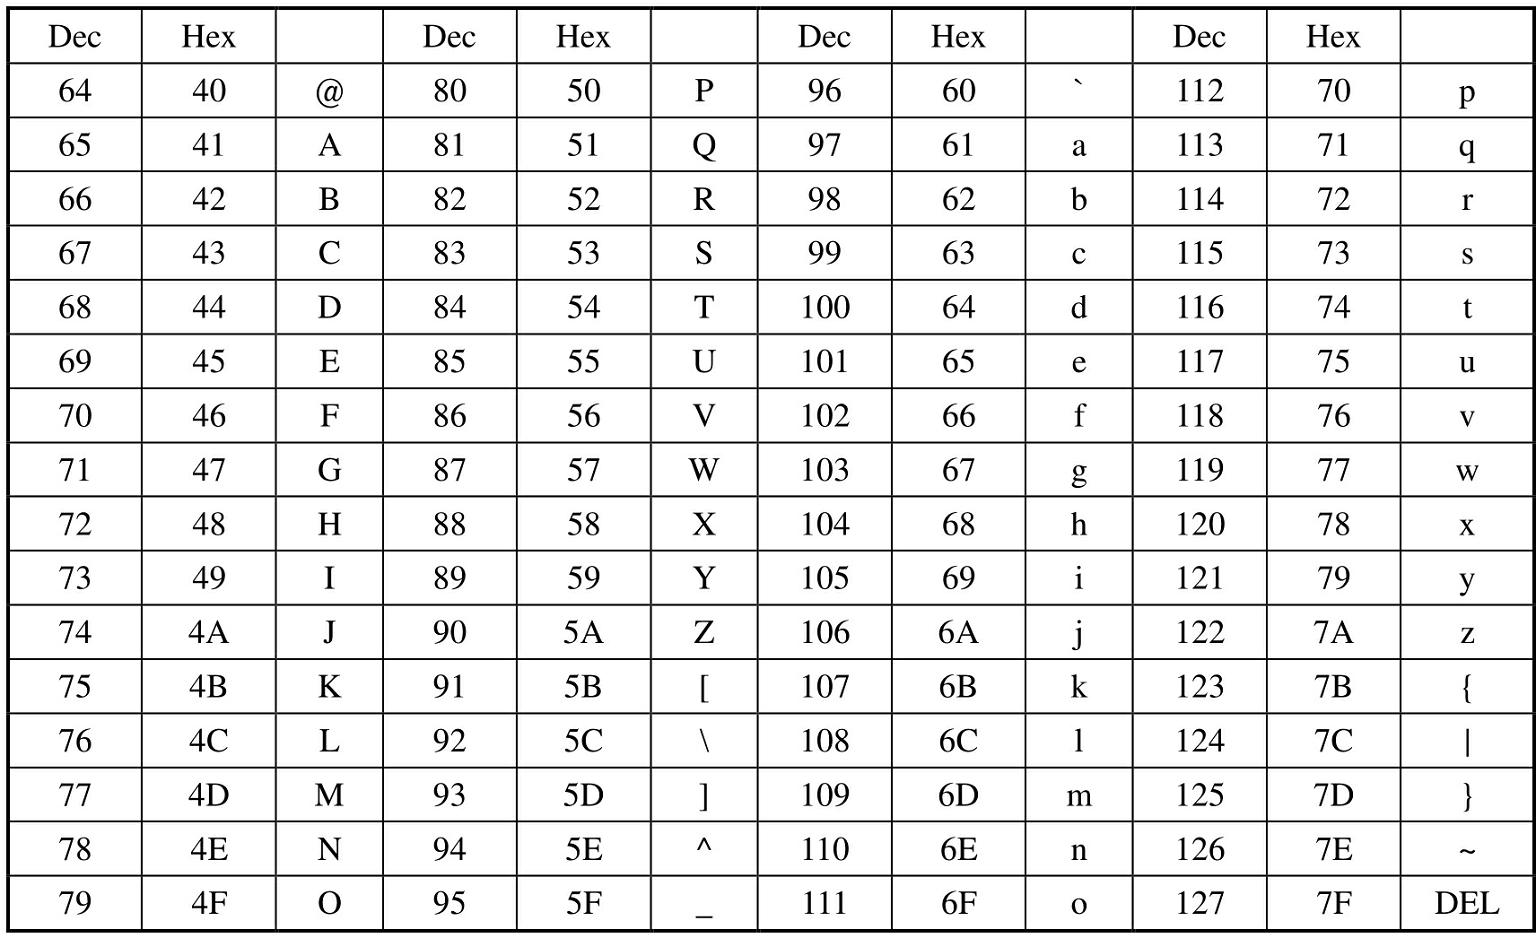 Dec Hex Dec Hex Dec Hex Dec Hex
64 40 @ 80 50 P 96 60 ` 112 70 p
65 41 A 81 51 Q 97 61 a 113 71 q
66 42 B 82 52 R 98 62 b 114 72 r
67 43 C 83 53 S 99 63 c 115 73 s
68 44 D 84 54 T 100 64 d 116 74 t
69 45 E 85 55 U 101 65 e 117 75 u
70 46 F 86 56 V 102 66 f 118 76 v
71 47 G 87 57 W 103 67 g 119 77 w
72 48 H 88 58 X 104 68 h 120 78 x
73 49 I 89 59 Y 105 69 i 121 79 y
74 4A J 90 5A Z 106 6A j 122 7A z
75 4B K 91 5B [ 107 6B k 123 7B {
76 4C L 92 5C \ 108 6C l 124 7C |
77 4D M 93 5D ] 109 6D m 125 7D }
78 4E N 94 5E ^ 110 6E n 126 7E ~
79 4F O 95 5F _ 111 6F o 127 7F DEL